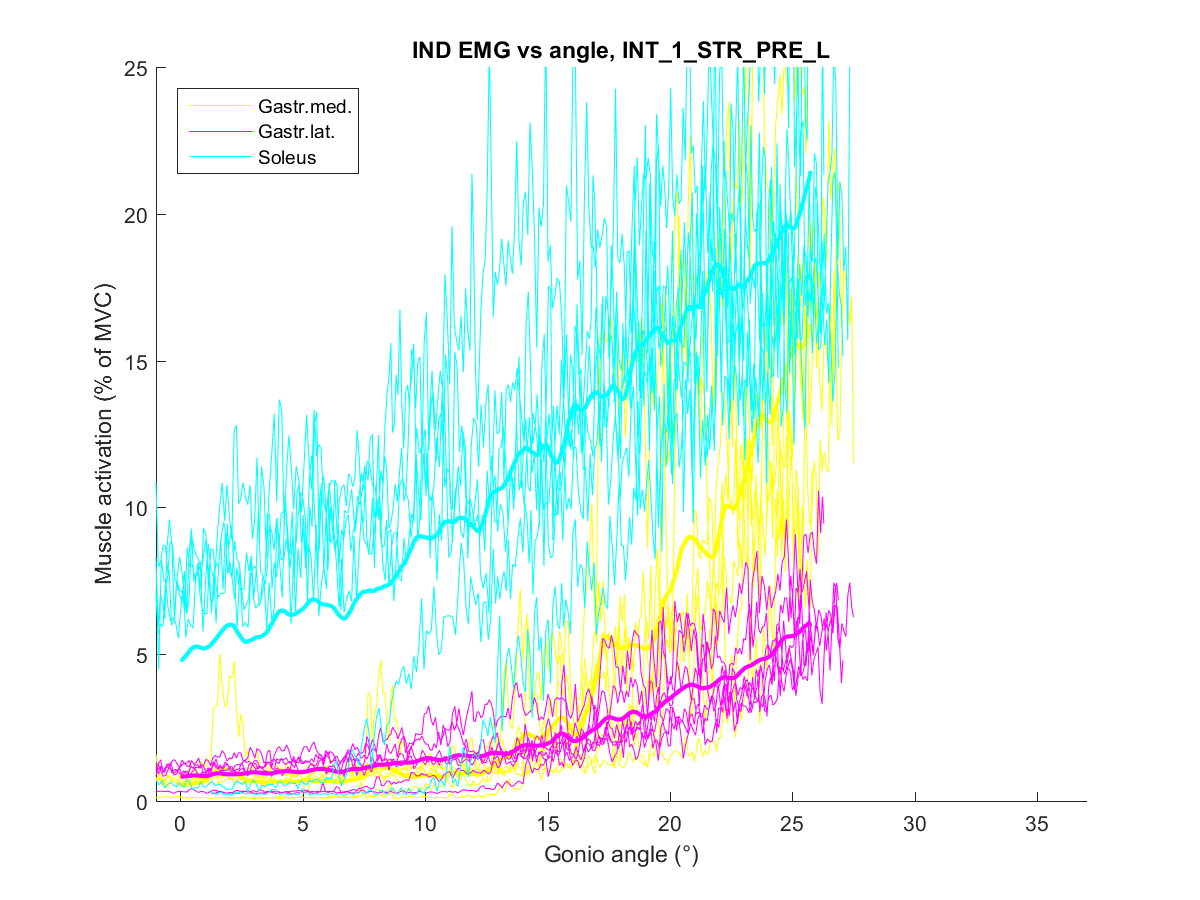 IND EMG vs angle, INT_1_STR_PRE_L
25
20
15
10
5
0
Muscle activation (% of MVC)
Gastr.med.
Gastr.lat.
Soleus
0 5 10 15 20 25 30 35
Gonio angle (°)